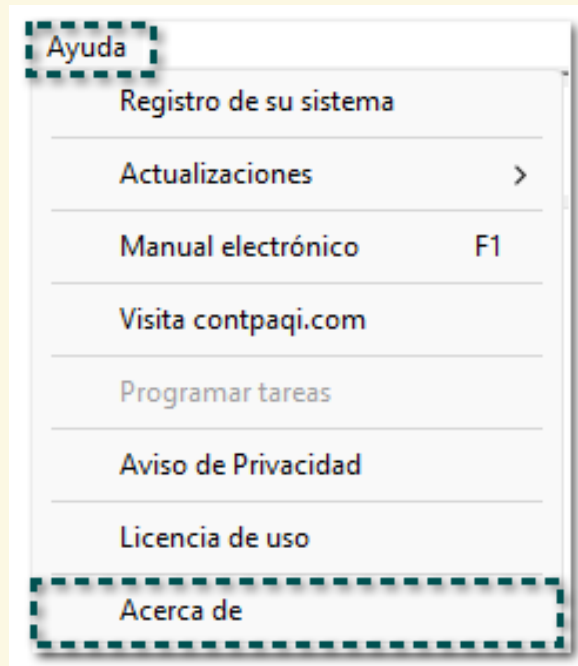 Ayuda
Registro de su sistema
Actualizaciones >
Manual electrónico F1
Visita contpaqi.com
Programar tareas
Aviso de Privacidad
Licencia de uso
Acerca de